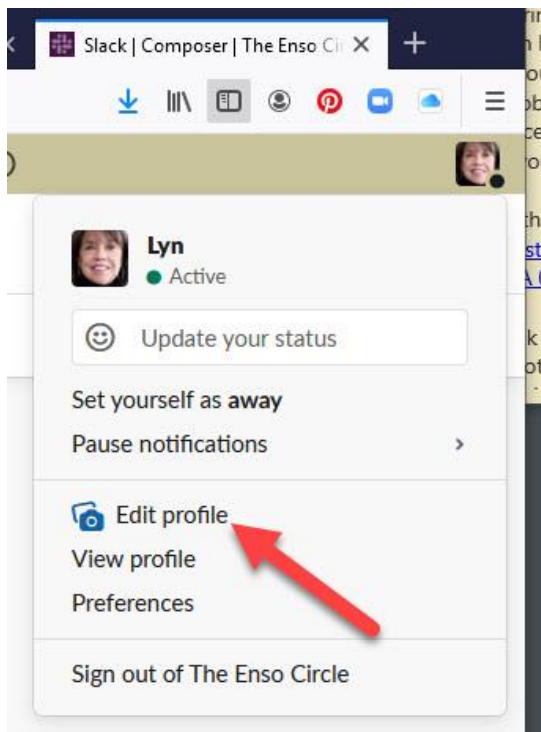 Slack | Composer | The Enso Ci
Lyn
Active
Update your status
Set yourself as away
Pause notifications
Edit profile
View profile
Preferences
Sign out of The Enso Circle